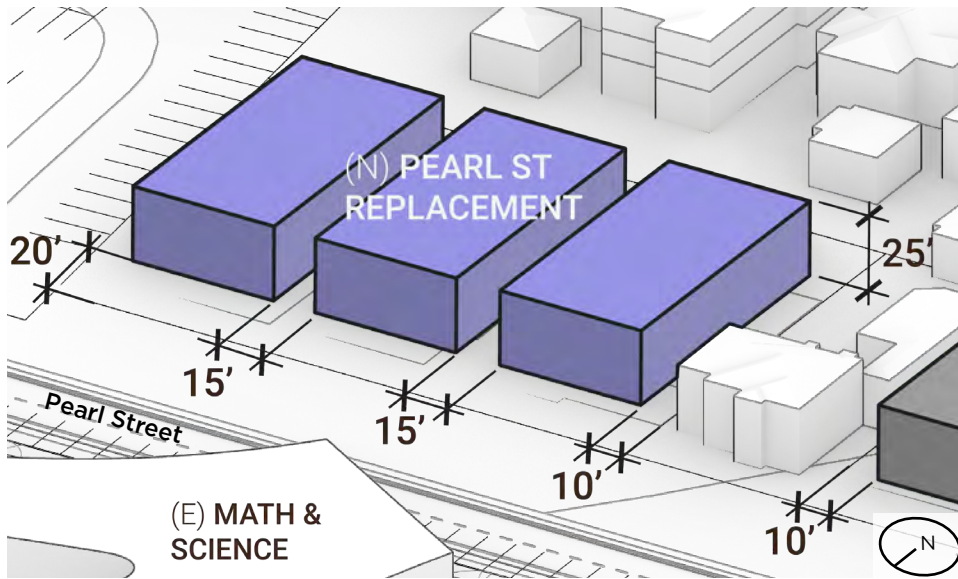 (N) PEARL ST
REPLACEMENT
20’
25’
15’
15’
10’
10’
Pearl Street
(E) MATH &
SCIENCE
N